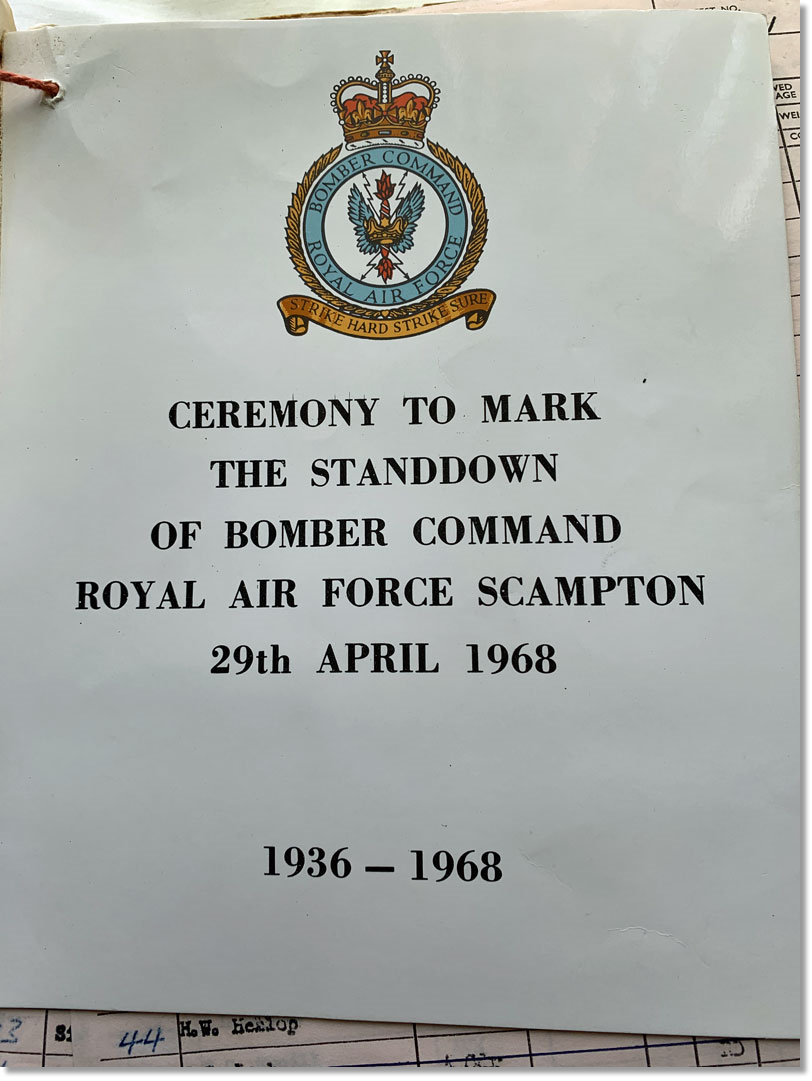 BOMBER COMMAND
ROYAL AIR FORCE
STRIKE HARD STRIKE SURE
CEREMONY TO MARK
THE STANDDOWN
OF BOMBER COMMAND
ROYAL AIR FORCE SCAMPTON
29th APRIL 1968
1936 – 1968
44 H.W.